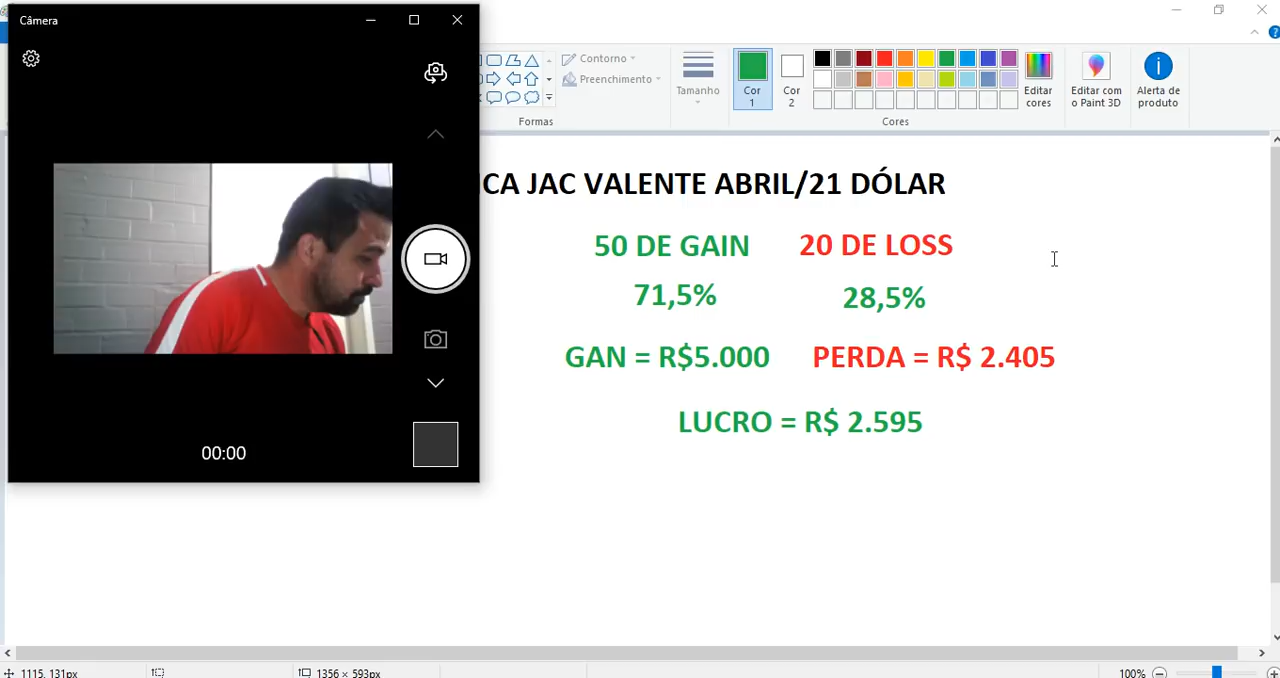 Câmera
Contorno
Preenchimento
Tamanho
Cor 1
Cor 2
Editar cores
Editar com o Paint 3D
Alerta de produto
Formas
Cores
JAC VALENTE ABRIL/21 DÓLAR
50 DE GAIN 20 DE LOSS
71,5% 28,5%
GAN = R$5.000 PERDA = R$ 2.405
LUCRO = R$ 2.595
00:00
1115, 131px
1356 × 593px
100%